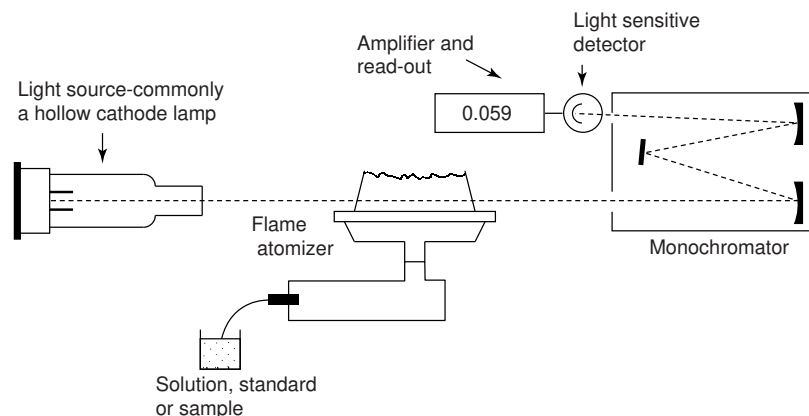 Light source-commonly
a hollow cathode lamp
Amplifier and
read-out
Light sensitive
detector
0.059
Flame
atomizer
Monochromator
Solution, standard
or sample